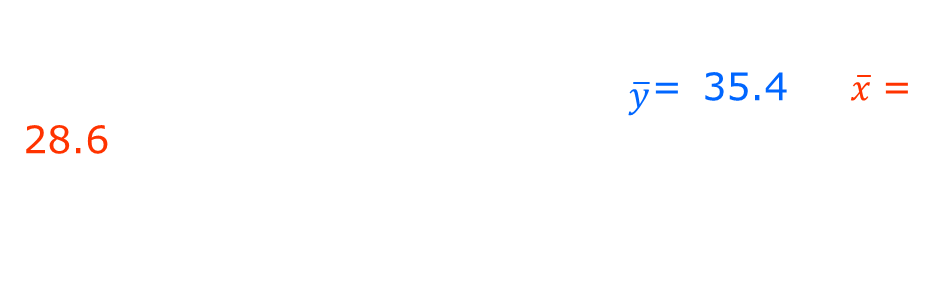 ȳ = 35.4 x̄ =
28.6